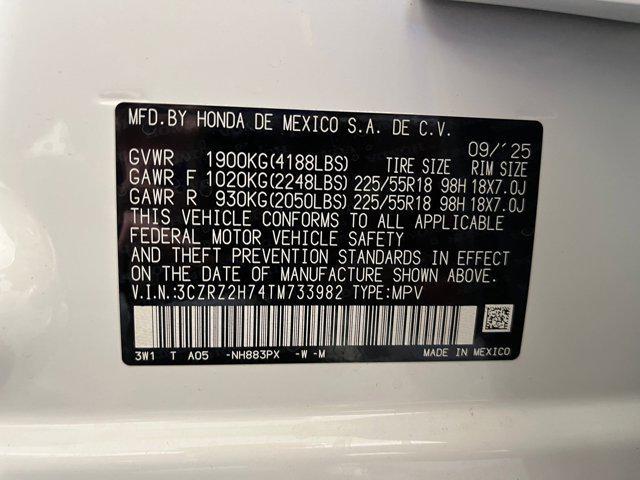 MFD.BY HONDA DE MEXICO S.A. DE C.V.
09/'25
GVWR 1900KG(4188LBS) TIRE SIZE RIM SIZE
GAWR F 1020KG(2248LBS) 225/55R18 98H 18X7.0J
GAWR R 930KG(2050LBS) 225/55R18 98H 18X7.0J
THIS VEHICLE CONFORMS TO ALL APPLICABLE
FEDERAL MOTOR VEHICLE SAFETY
AND THEFT PREVENTION STANDARDS IN EFFECT
ON THE DATE OF MANUFACTURE SHOWN ABOVE.
V.I.N.:3CZRZ2H74TM733982 TYPE:MPV
3W1 T A05 -NH883PX -W -M MADE IN MEXICO